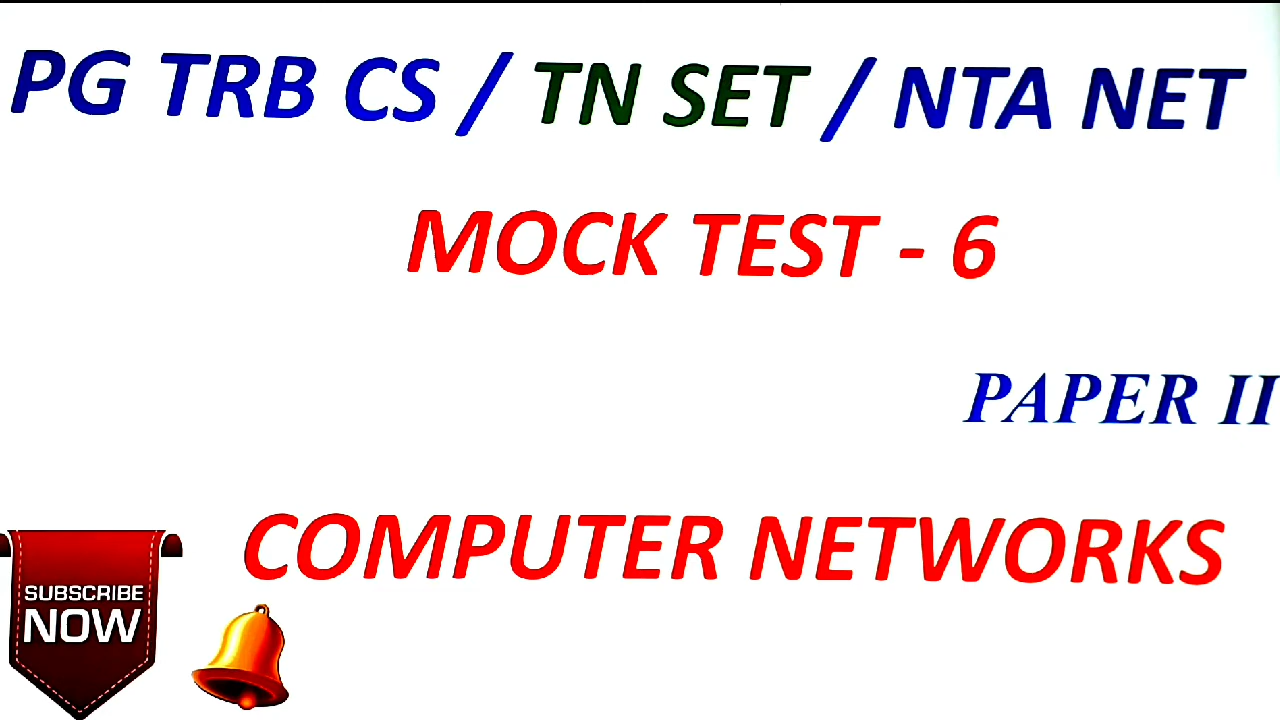 PG TRB CS / TN SET / NTA NET
MOCK TEST - 6
PAPER II
COMPUTER NETWORKS
SUBSCRIBE
NOW